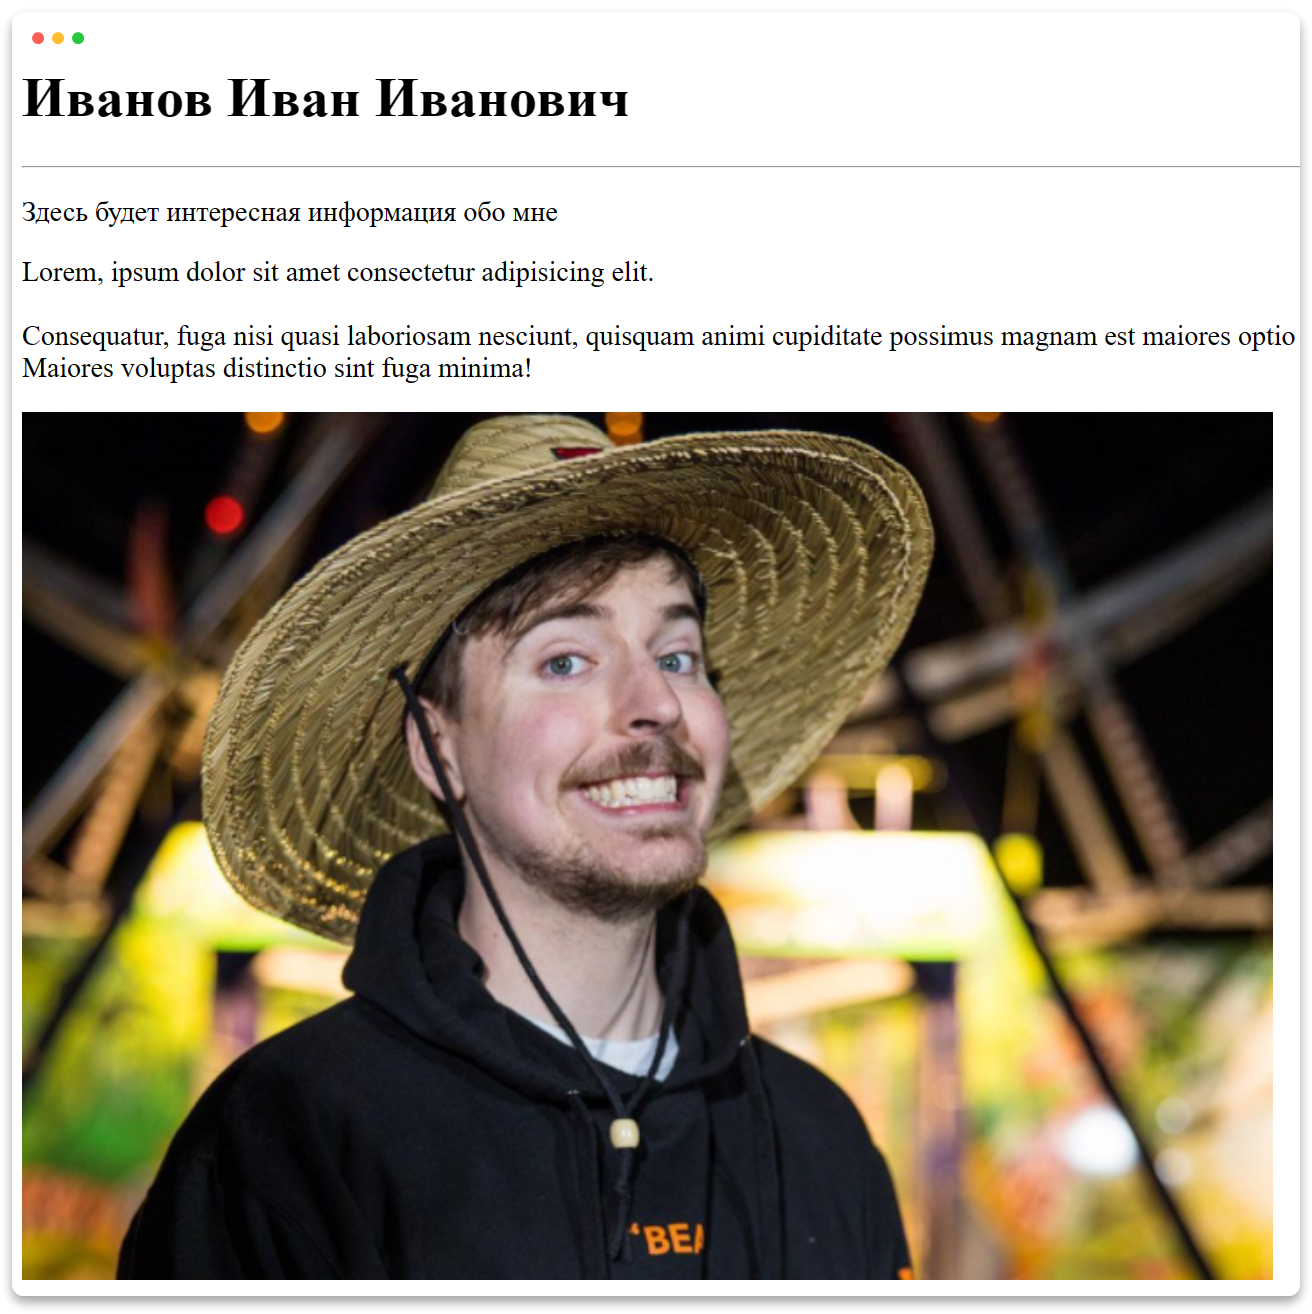 Иванов Иван Иванович
Здесь будет интересная информация обо мне
Lorem, ipsum dolor sit amet consectetur adipisicing elit.
Consequatur, fuga nisi quasi laboriosam nesciunt, quisquam animi cupiditate possimus magnam est maiores optio
Maiores voluptas distinctio sint fuga minima!
"BEA